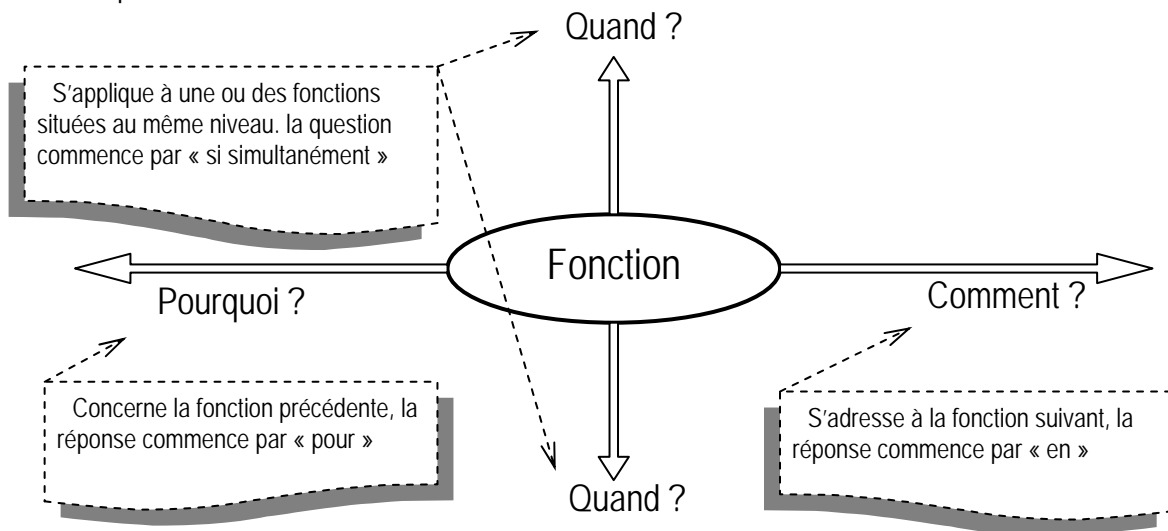 Quand ?
S'applique à une ou des fonctions
situées au même niveau. la question
commence par « si simultanément »
Fonction
Pourquoi ?
Comment ?
Concerne la fonction précédente, la
réponse commence par « pour »
S'adresse à la fonction suivant, la
réponse commence par « en »
Quand ?